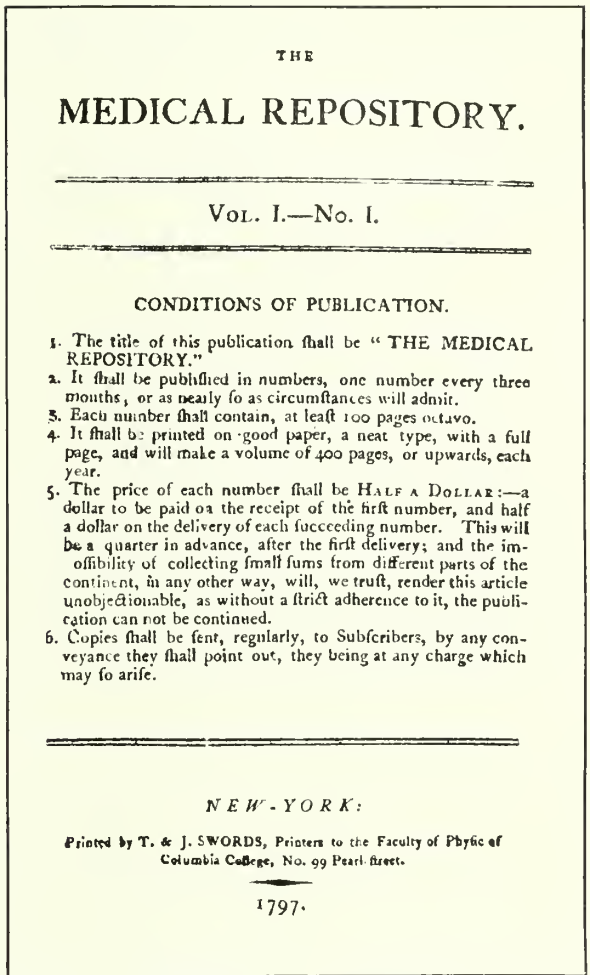 THE
MEDICAL REPOSITORY.
VOL. I.—No. I.
CONDITIONS OF PUBLICATION.
1. The title of this publication ſhall be “ THE MEDICAL
REPOSITORY.”
2. It ſhall be publiſhed in numbers, one number every three
months, or as nearly ſo as circumſtances will admit.
3. Each number ſhall contain, at leaſt 100 pages octavo.
4. It ſhall be printed on good paper, a neat type, with a full
page, and will make a volume of 400 pages, or upwards, each
year.
5. The price of each number ſhall be HALF A DOLLAR:—a
dollar to be paid on the receipt of the firſt number, and half
a dollar on the delivery of each ſucceeding number. This will
be a quarter in advance, after the firſt delivery; and the im-
oſſibility of collecting ſmall ſums from different parts of the
continent, in any other way, will, we truſt, render this article
unobjectionable, as without a ſtrict adherence to it, the publi-
cation can not be continued.
6. Copies ſhall be ſent, regularly, to Subſcribers, by any con-
veyance they ſhall point out, they being at any charge which
may ſo ariſe.
NEW-YORK:
Printed by T. & J. SWORDS, Printers to the Faculty of Phyſic of
Columbia College, No. 99 Pearl-ſtreet.
1797.